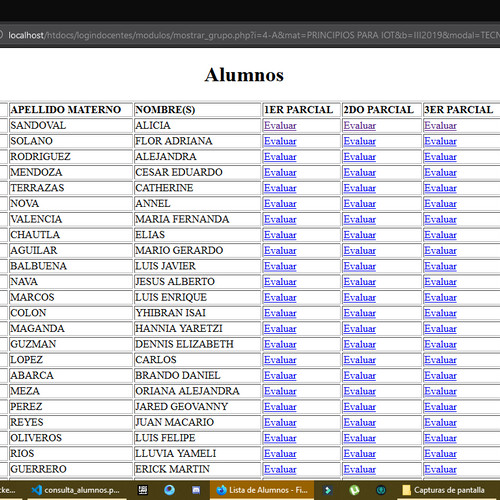 localhost/htdocs/logindocentes/modulos/mostrar_grupo.php?i=4-A&mat=PRINCIPIOS PARA IOT&b=III2019&modal=TECN
Alumnos
APELLIDO MATERNO NOMBRE(S) 1ER PARCIAL 2DO PARCIAL 3ER PARCIAL
SANDOVAL ALICIA Evaluar Evaluar Evaluar
SOLANO FLOR ADRIANA Evaluar Evaluar Evaluar
RODRIGUEZ ALEJANDRA Evaluar Evaluar Evaluar
MENDOZA CESAR EDUARDO Evaluar Evaluar Evaluar
TERRAZAS CATHERINE Evaluar Evaluar Evaluar
NOVA ANNEL Evaluar Evaluar Evaluar
VALENCIA MARIA FERNANDA Evaluar Evaluar Evaluar
CHAUTLA ELIAS Evaluar Evaluar Evaluar
AGUILAR MARIO GERARDO Evaluar Evaluar Evaluar
BALBUENA LUIS JAVIER Evaluar Evaluar Evaluar
NAVA JESUS ALBERTO Evaluar Evaluar Evaluar
MARCOS LUIS ENRIQUE Evaluar Evaluar Evaluar
COLON YHIBRAN ISAI Evaluar Evaluar Evaluar
MAGANDA HANNIA YARETZI Evaluar Evaluar Evaluar
GUZMAN DENNIS ELIZABETH Evaluar Evaluar Evaluar
LOPEZ CARLOS Evaluar Evaluar Evaluar
ABARCA BRANDO DANIEL Evaluar Evaluar Evaluar
MEZA ORIANA ALEJANDRA Evaluar Evaluar Evaluar
PEREZ JARED GEOVANNY Evaluar Evaluar Evaluar
REYES JUAN MACARIO Evaluar Evaluar Evaluar
OLIVEROS LUIS FELIPE Evaluar Evaluar Evaluar
RIOS LLUVIA YAMELI Evaluar Evaluar Evaluar
GUERRERO ERICK MARTIN Evaluar Evaluar Evaluar
cke... consulta_alumnos.p... Lista de Alumnos - Fi... Capturas de pantalla